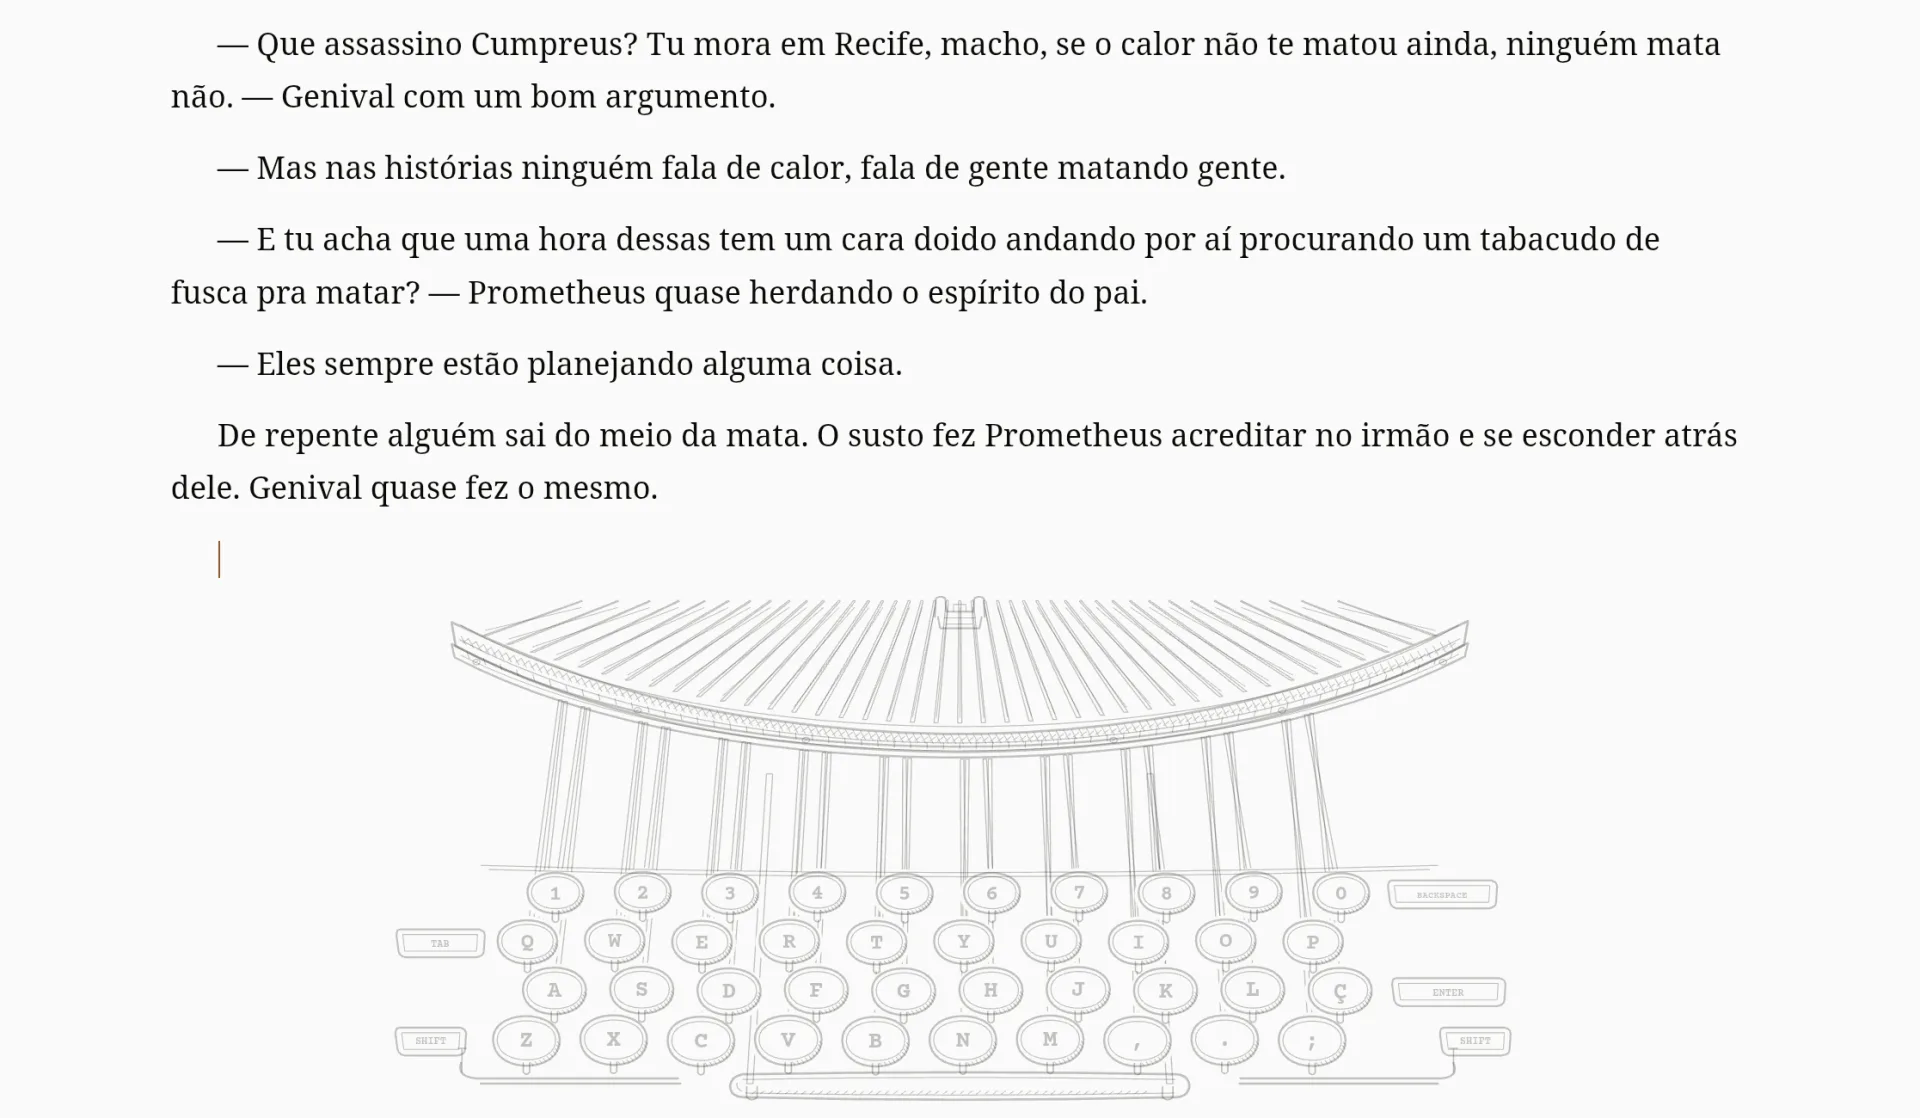 — Que assassino Cumpreus? Tu mora em Recife, macho, se o calor não te matou ainda, ninguém mata
não. — Genival com um bom argumento.
— Mas nas histórias ninguém fala de calor, fala de gente matando gente.
— E tu acha que uma hora dessas tem um cara doido andando por aí procurando um tabacudo de
fusca pra matar? — Prometheus quase herdando o espírito do pai.
— Eles sempre estão planejando alguma coisa.
De repente alguém sai do meio da mata. O susto fez Prometheus acreditar no irmão e se esconder atrás
dele. Genival quase fez o mesmo.
1 2 3 4 5 6 7 8 9 0 BACKSPACE
TAB Q W E R T Y U I O P
A S D F G H J K L Ç ENTER
SHIFT Z X C V B N M , . ; SHIFT